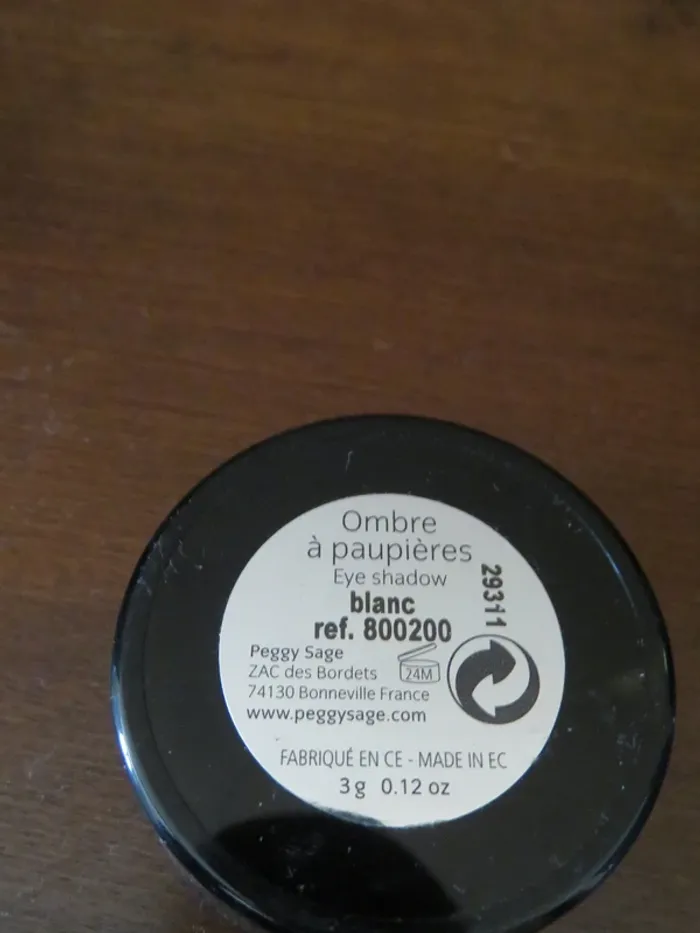 Ombre
à paupières
Eye shadow
blanc
ref. 800200
29311
Peggy Sage
ZAC des Bordets
24M
74130 Bonneville France
www.peggysage.com
FABRIQUÉ EN CE - MADE IN EC
3 g 0.12 oz